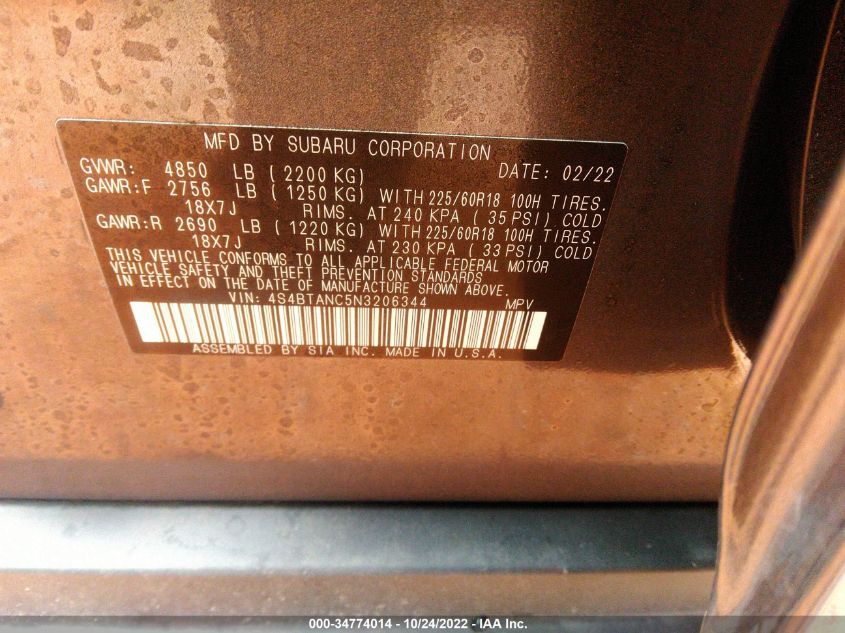 MFD BY SUBARU CORPORATION
GVWR: 4850 LB (2200 KG) DATE: 02/22
GAWR:F 2756 LB (1250 KG) WITH 225/60R18 100H TIRES.
18X7J RIMS. AT 240 KPA (35 PSI) COLD
GAWR:R 2690 LB (1220 KG) WITH 225/60R18 100H TIRES.
18X7J RIMS. AT 230 KPA (33 PSI) COLD
THIS VEHICLE CONFORMS TO ALL APPLICABLE FEDERAL MOTOR
VEHICLE SAFETY AND THEFT PREVENTION STANDARDS
IN EFFECT ON THE DATE OF MANUFACTURE SHOWN ABOVE.
VIN: 4S4BTANC5N3206344 MPV
ASSEMBLED BY SIA INC. MADE IN U.S.A.
000-34774014 - 10/24/2022 - IAA Inc.